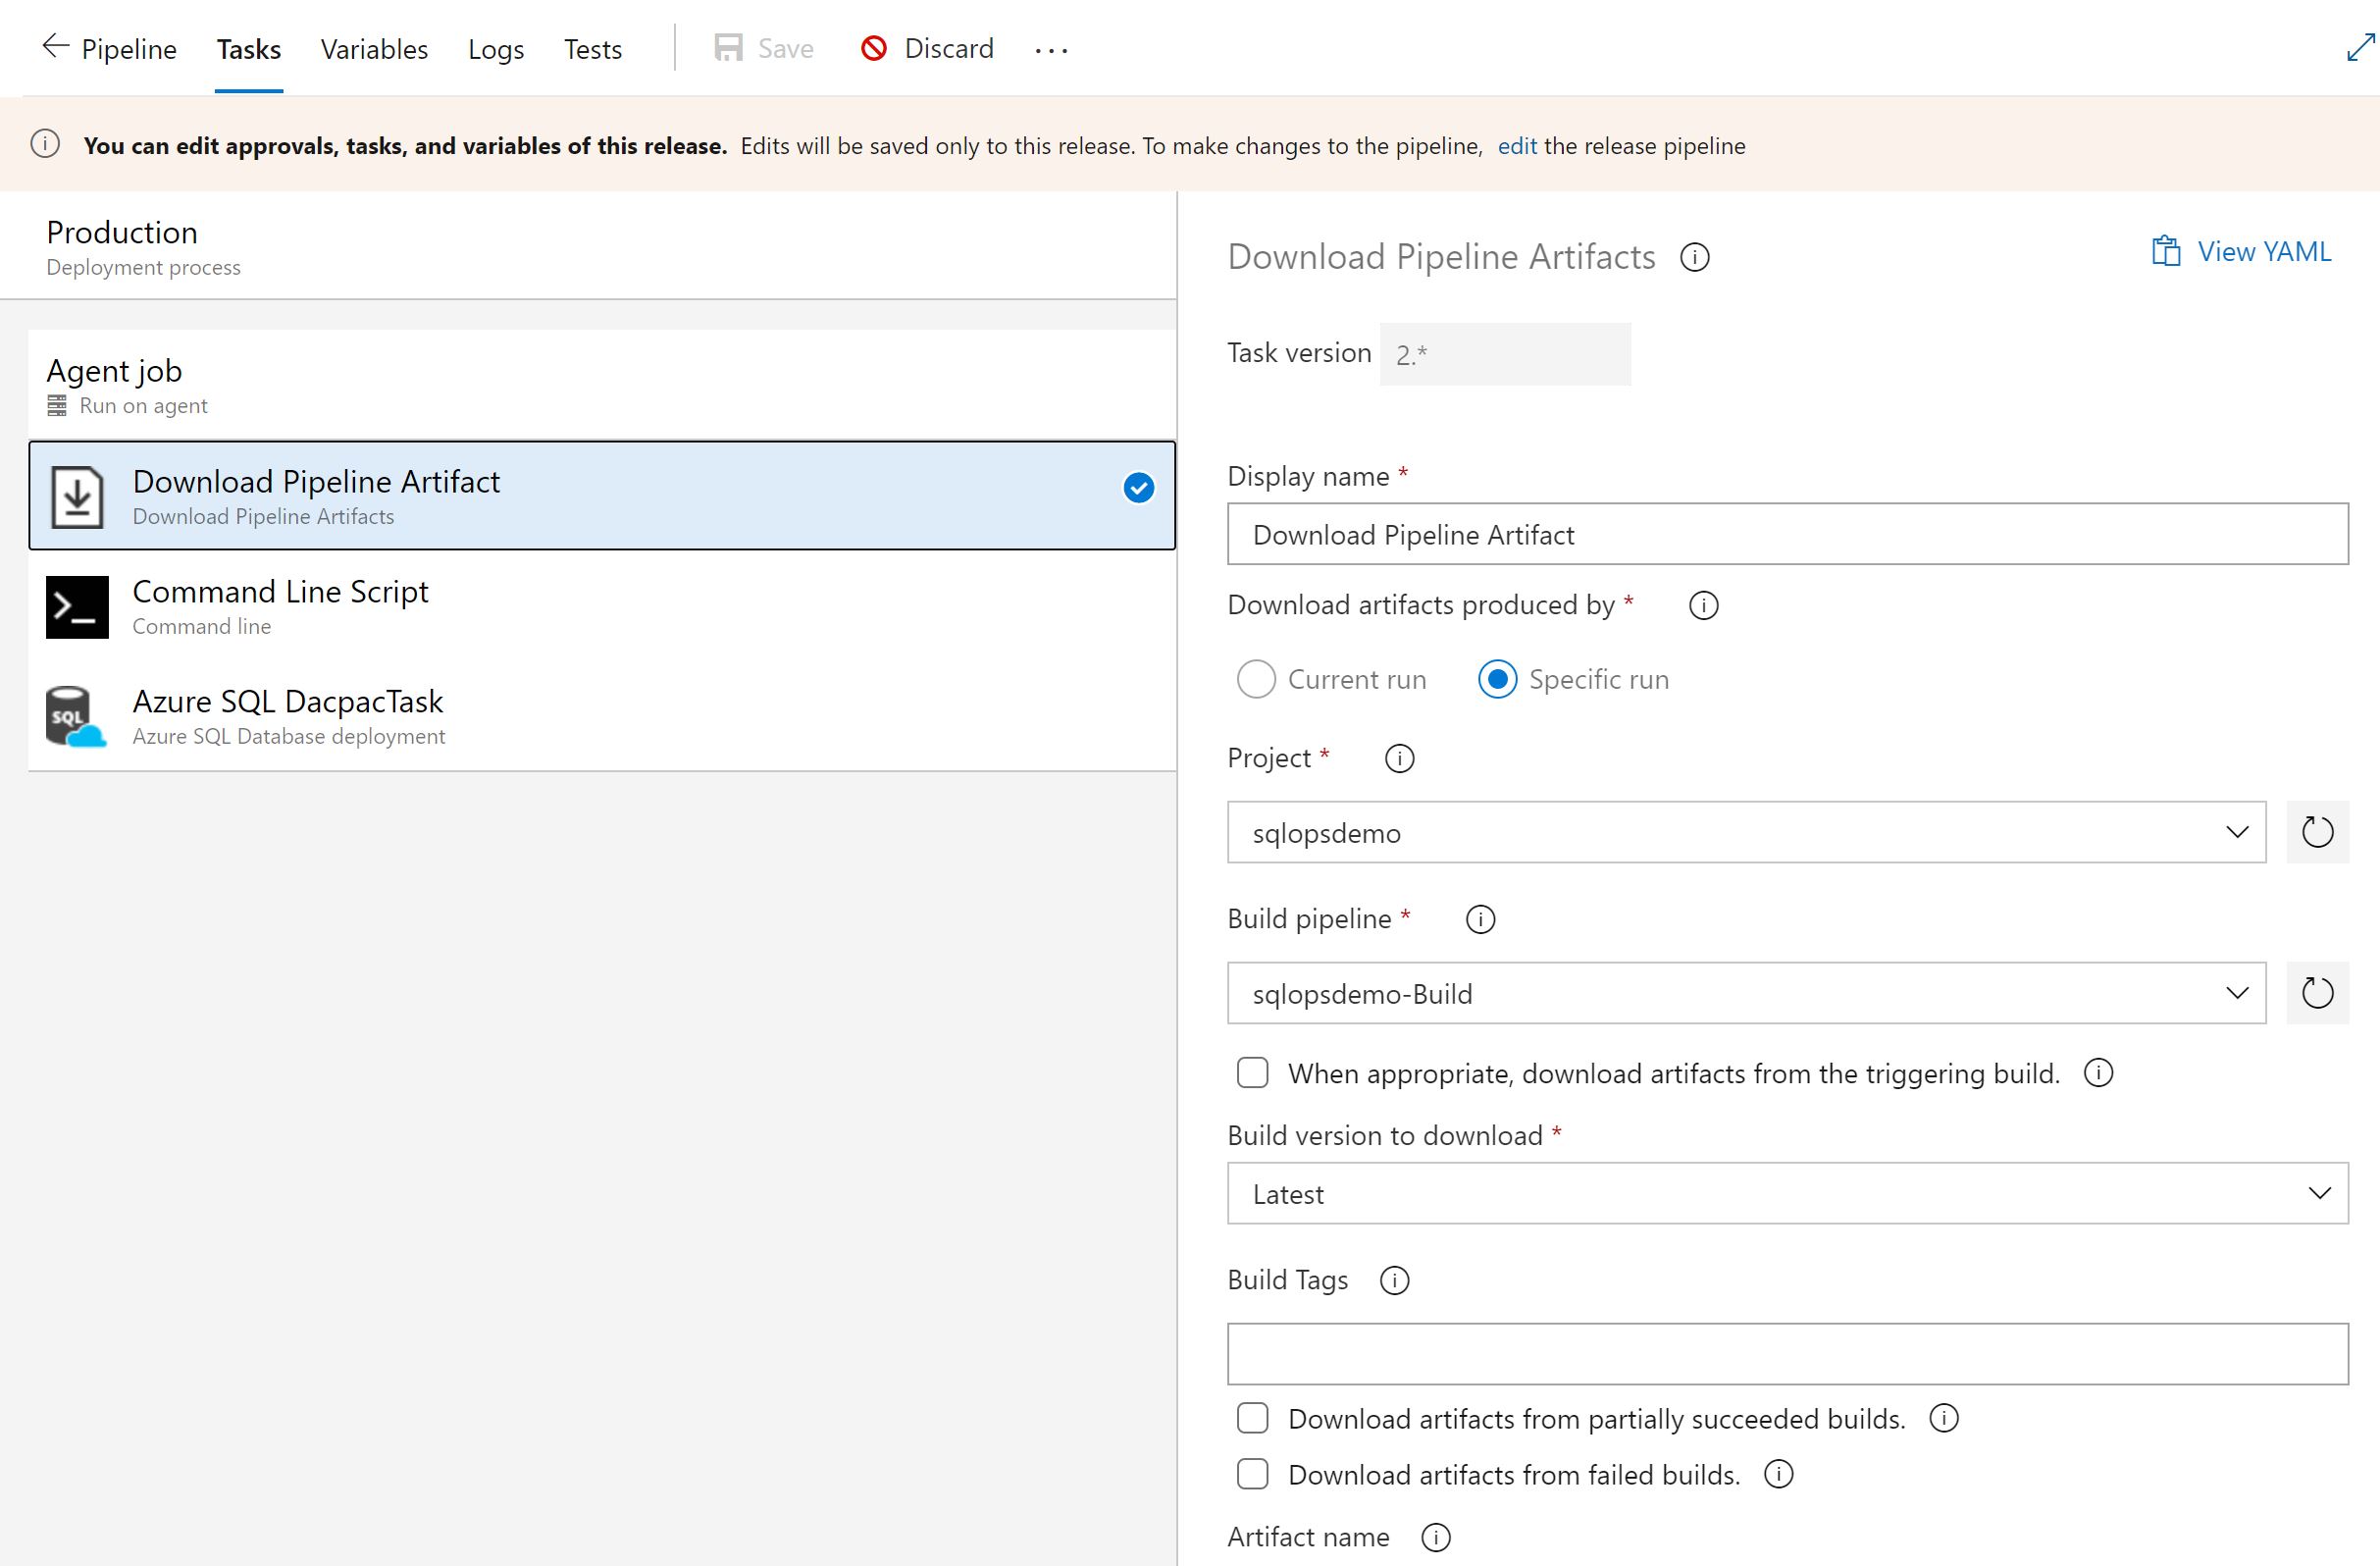 Pipeline Tasks Variables Logs Tests Save Discard ...
You can edit approvals, tasks, and variables of this release. Edits will be saved only to this release. To make changes to the pipeline, edit the release pipeline
Production
Deployment process
Agent job
Run on agent
Download Pipeline Artifact
Download Pipeline Artifacts
Command Line Script
Command line
SQL
Azure SQL DacpacTask
Azure SQL Database deployment
Download Pipeline Artifacts
View YAML
Task version 2.*
Display name *
Download Pipeline Artifact
Download artifacts produced by *
Current run Specific run
Project *
sqlopsdemo
Build pipeline *
sqlopsdemo-Build
When appropriate, download artifacts from the triggering build.
Build version to download *
Latest
Build Tags
Download artifacts from partially succeeded builds.
Download artifacts from failed builds.
Artifact name